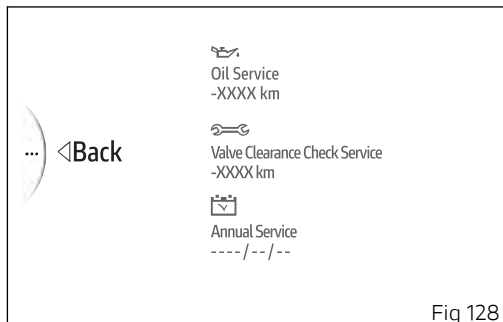 Oil Service
-XXXX km
... ◁Back
Valve Clearance Check Service
-XXXX km
Annual Service
----/--/--
Fig 128